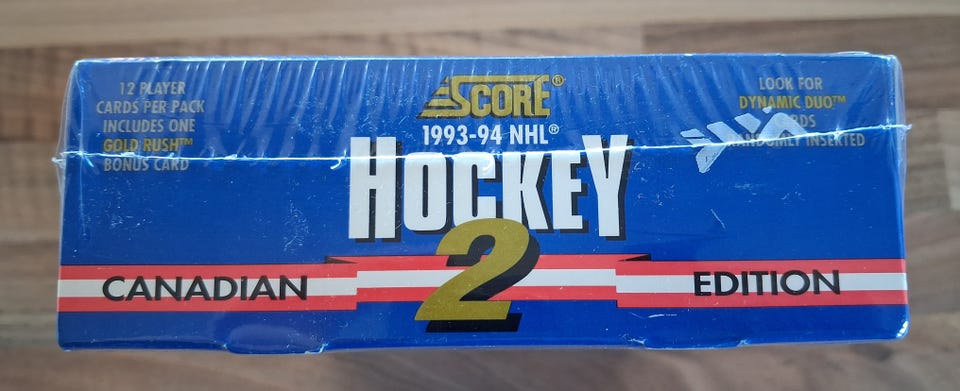 12 PLAYER
CARDS PER PACK
INCLUDES ONE
GOLD RUSH™
BONUS CARD
SCORE®
1993-94 NHL®
HOCKEY
2
LOOK FOR
DYNAMIC DUO™
INSERTED
CANADIAN
EDITION